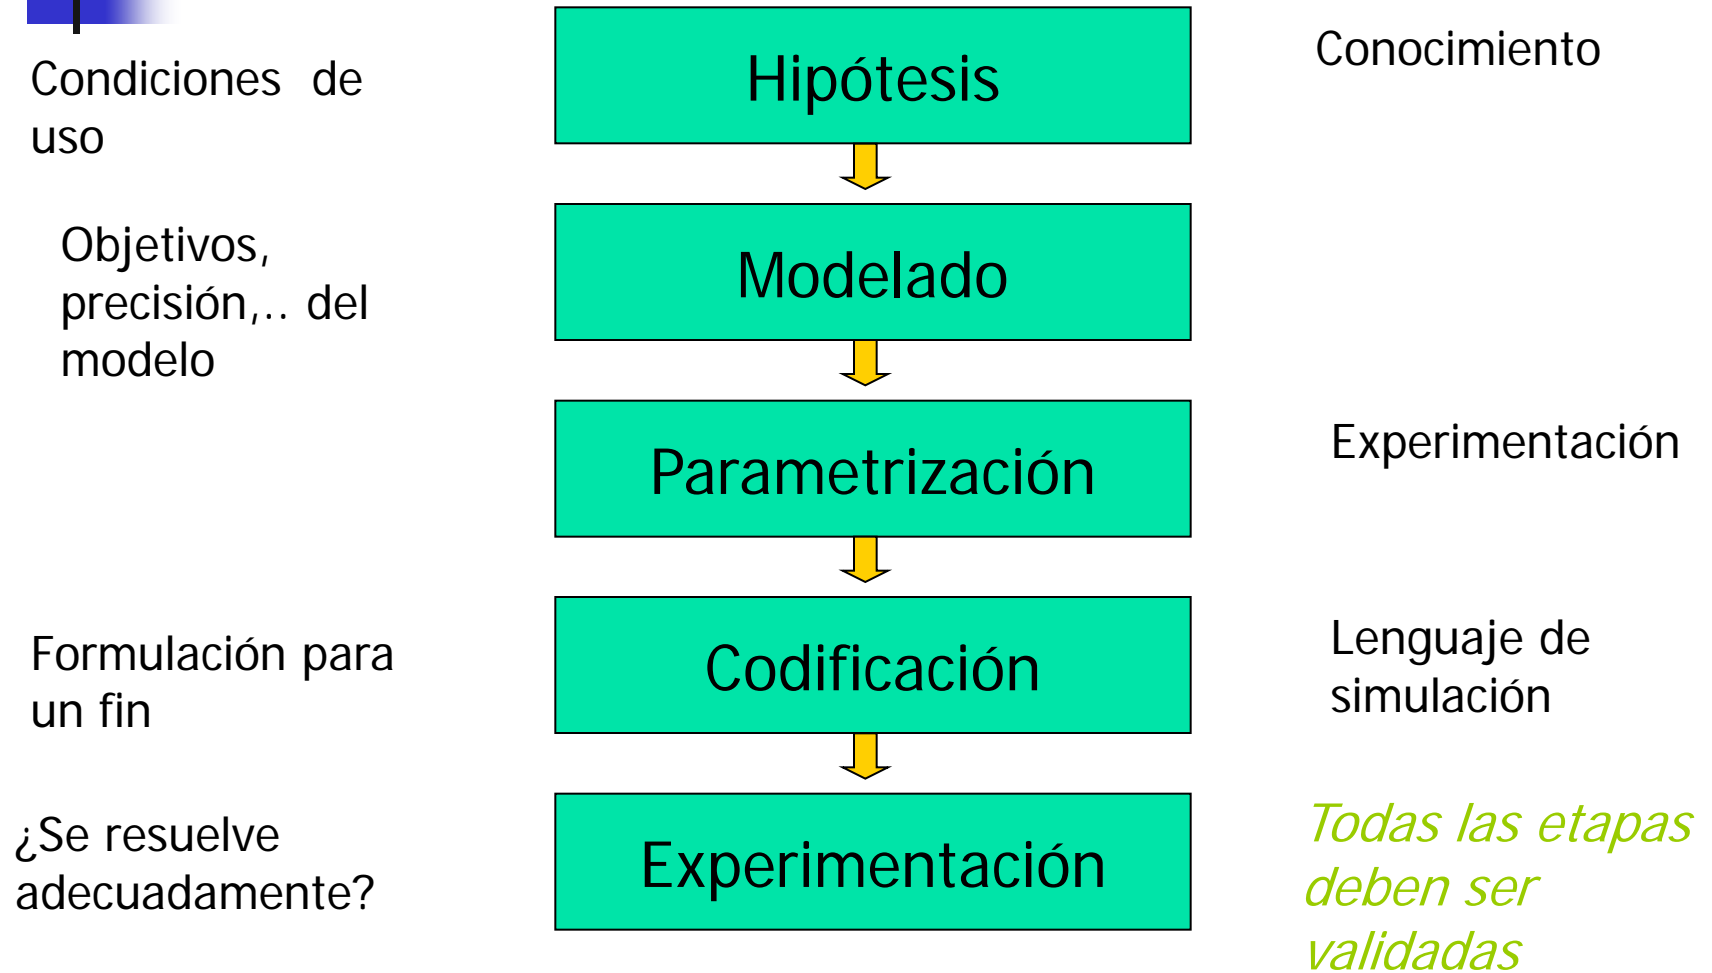 Condiciones de
uso
Hipótesis
Conocimiento
Objetivos,
precisión,.. del
modelo
Modelado
Parametrización
Experimentación
Formulación para
un fin
Codificación
Lenguaje de
simulación
¿Se resuelve
adecuadamente?
Experimentación
Todas las etapas
deben ser
validadas